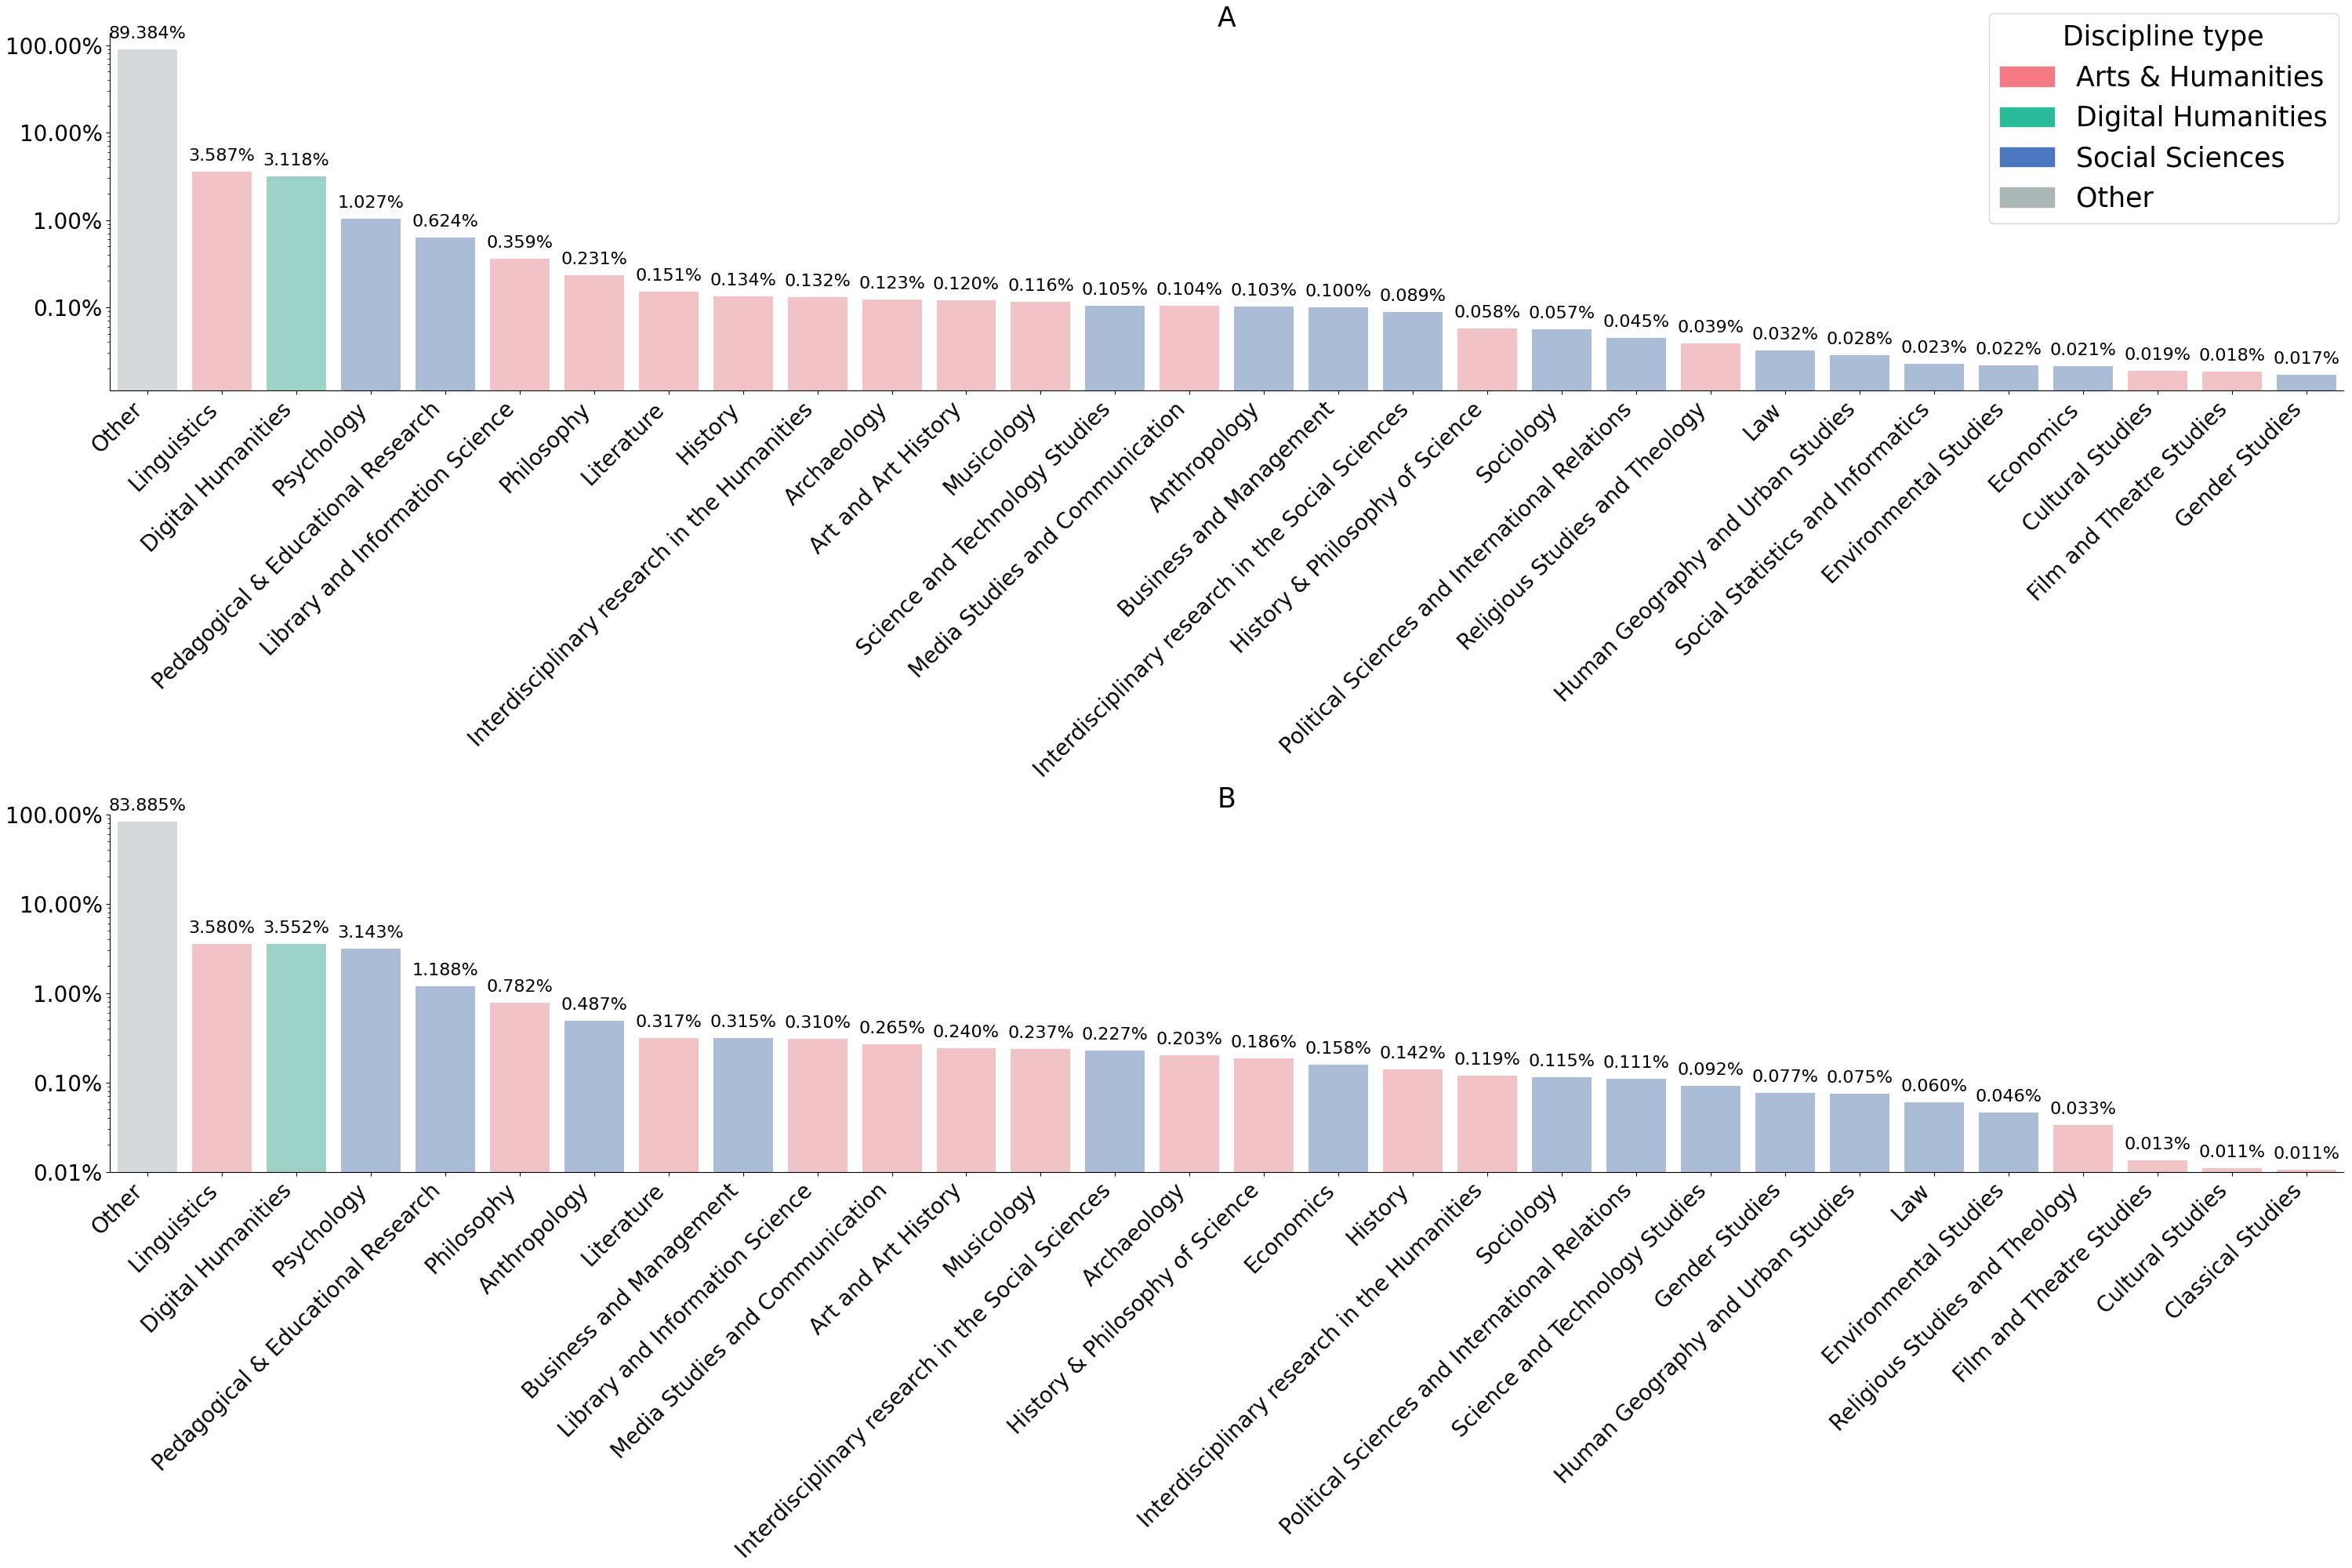 A
Discipline type
Arts & Humanities
Digital Humanities
Social Sciences
Other
100.00%
10.00%
1.00%
0.10%
89.384%
3.587%
3.118%
1.027%
0.624%
0.359%
0.231%
0.151%
0.134%
0.132%
0.123%
0.120%
0.116%
0.105%
0.104%
0.103%
0.100%
0.089%
0.058%
0.057%
0.045%
0.039%
0.032%
0.028%
0.023%
0.022%
0.021%
0.019%
0.018%
0.017%
Other
Linguistics
Digital Humanities
Psychology
Pedagogical & Educational Research
Library and Information Science
Philosophy
Literature
History
Interdisciplinary research in the Humanities
Archaeology
Art and Art History
Musicology
Science and Technology Studies
Media Studies and Communication
Anthropology
Business and Management
Interdisciplinary research in the Social Sciences
History & Philosophy of Science
Sociology
Political Sciences and International Relations
Religious Studies and Theology
Law
Human Geography and Urban Studies
Social Statistics and Informatics
Environmental Studies
Economics
Cultural Studies
Film and Theatre Studies
Gender Studies
B
100.00%
10.00%
1.00%
0.10%
0.01%
83.885%
3.580%
3.552%
3.143%
1.188%
0.782%
0.487%
0.317%
0.315%
0.310%
0.265%
0.240%
0.237%
0.227%
0.203%
0.186%
0.158%
0.142%
0.119%
0.115%
0.111%
0.092%
0.077%
0.075%
0.060%
0.046%
0.033%
0.013%
0.011%
0.011%
Other
Linguistics
Digital Humanities
Psychology
Pedagogical & Educational Research
Philosophy
Anthropology
Literature
Business and Management
Library and Information Science
Media Studies and Communication
Art and Art History
Musicology
Interdisciplinary research in the Social Sciences
Archaeology
History & Philosophy of Science
Economics
History
Interdisciplinary research in the Humanities
Sociology
Political Sciences and International Relations
Science and Technology Studies
Gender Studies
Human Geography and Urban Studies
Law
Environmental Studies
Religious Studies and Theology
Film and Theatre Studies
Cultural Studies
Classical Studies